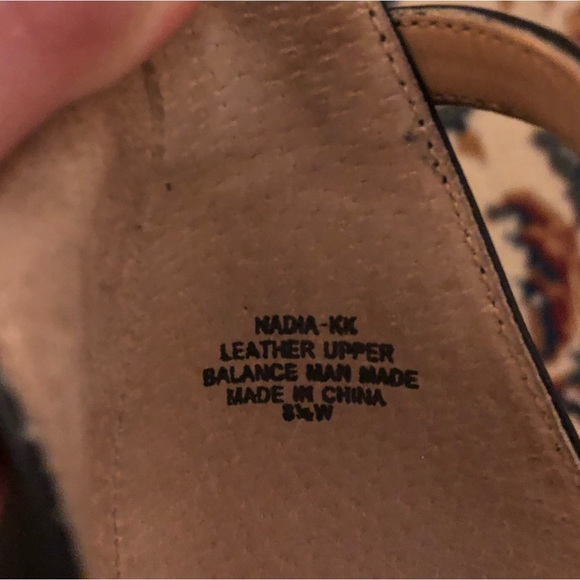 NADIA-KK
LEATHER UPPER
BALANCE MAN MADE
MADE IN CHINA
8½W